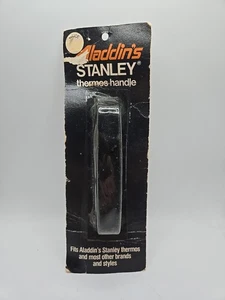 Aladdin's
STANLEY®
thermos handle
Fits Aladdin's Stanley thermos
and most other brands
and styles